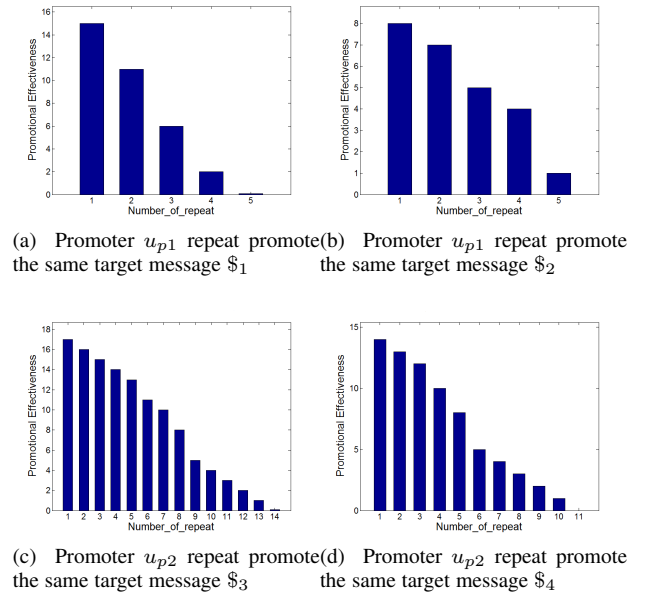 16
14
12
10
8
6
4
2
0
Promotional Effectiveness
1 2 3 4 5
Number_of_repeat
8
7
6
5
4
3
2
1
0
Promotional Effectiveness
1 2 3 4 5
Number_of_repeat
(a) Promoter u_{p1} repeat promote
the same target message $_1
(b) Promoter u_{p1} repeat promote
the same target message $_2
18
16
14
12
10
8
6
4
2
0
Promotional Effectiveness
1 2 3 4 5 6 7 8 9 10 11 12 13 14
Number_of_repeat
15
10
5
0
Promotional Effectiveness
1 2 3 4 5 6 7 8 9 10 11
Number_of_repeat
(c) Promoter u_{p2} repeat promote
the same target message $_3
(d) Promoter u_{p2} repeat promote
the same target message $_4